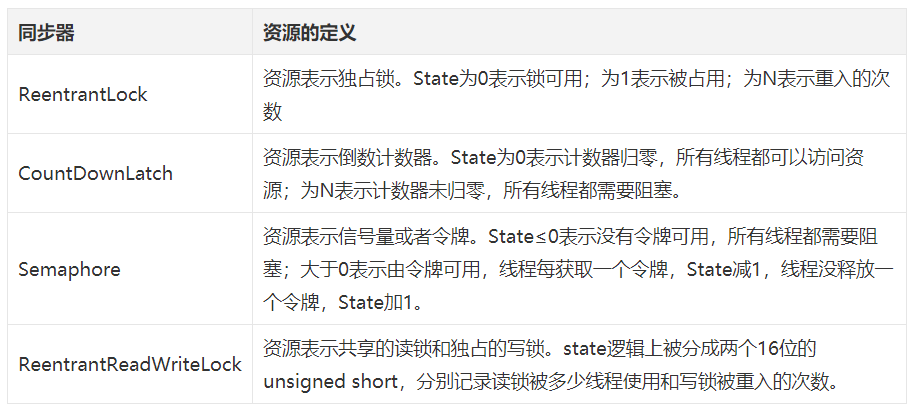 同步器
资源的定义
ReentrantLock
资源表示独占锁。State为0表示锁可用；为1表示被占用；为N表示重入的次
数
CountDownLatch
资源表示倒数计数器。State为0表示计数器归零，所有线程都可以访问资
源；为N表示计数器未归零，所有线程都需要阻塞。
Semaphore
资源表示信号量或者令牌。State≤0表示没有令牌可用，所有线程都需要阻
塞；大于0表示由令牌可用，线程每获取一个令牌，State减1，线程没释放一
个令牌，State加1。
ReentrantReadWriteLock
资源表示共享的读锁和独占的写锁。state逻辑上被分成两个16位的
unsigned short，分别记录读锁被多少线程使用和写锁被重入的次数。